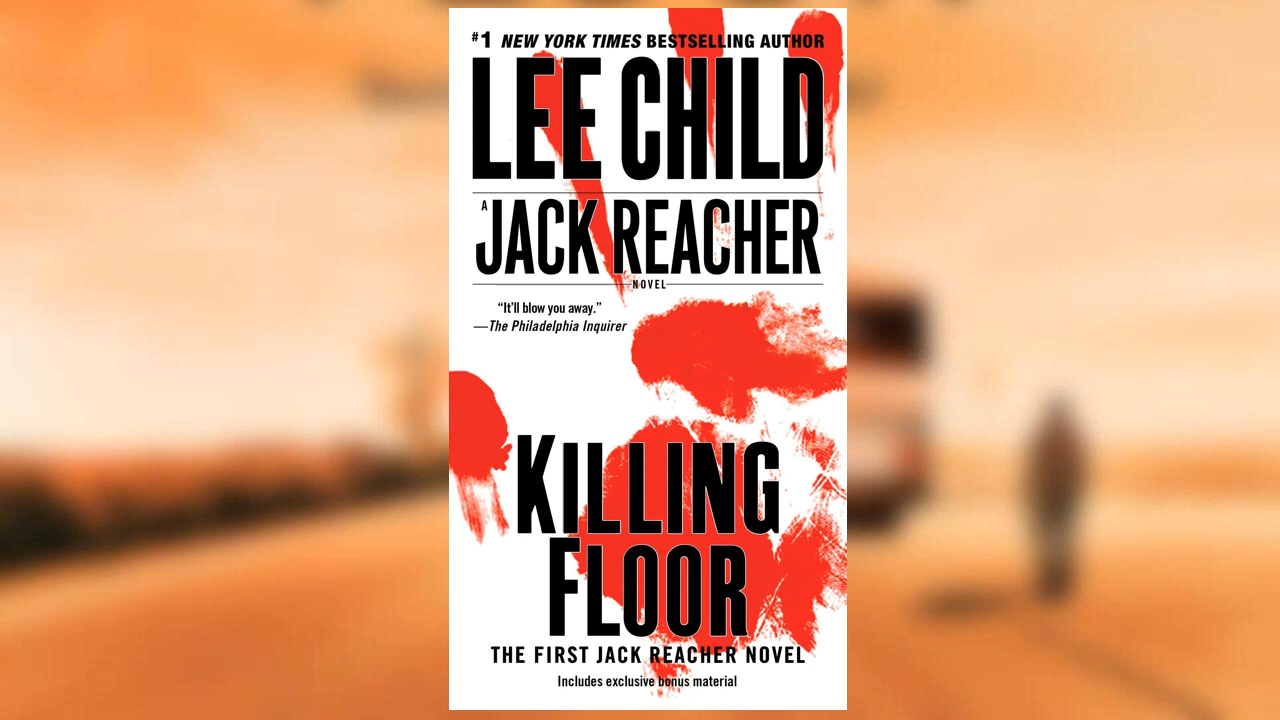 #1 NEW YORK TIMES BESTSELLING AUTHOR
LEE CHILD
A
JACK REACHER
NOVEL
“It’ll blow you away.”
—The Philadelphia Inquirer
KILLING
FLOOR
THE FIRST JACK REACHER NOVEL
Includes exclusive bonus material